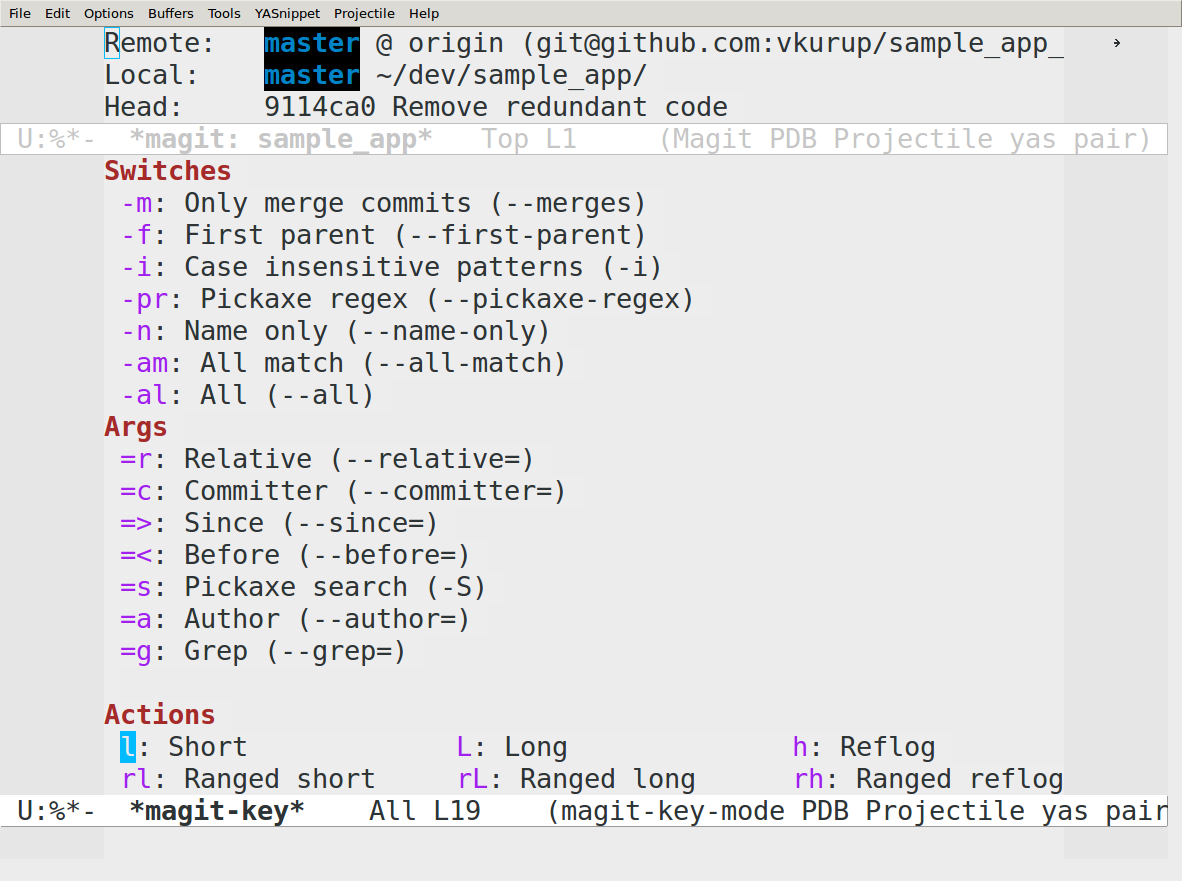 File Edit Options Buffers Tools YASnippet Projectile Help
Remote: master @ origin (git@github.com:vkurup/sample_app_
Local: master ~/dev/sample_app/
Head: 9114ca0 Remove redundant code
U:%*- *magit: sample_app* Top L1 (Magit PDB Projectile yas pair)
Switches
-m: Only merge commits (--merges)
-f: First parent (--first-parent)
-i: Case insensitive patterns (-i)
-pr: Pickaxe regex (--pickaxe-regex)
-n: Name only (--name-only)
-am: All match (--all-match)
-al: All (--all)
Args
=r: Relative (--relative=)
=c: Committer (--committer=)
=>: Since (--since=)
=<: Before (--before=)
=s: Pickaxe search (-S)
=a: Author (--author=)
=g: Grep (--grep=)
Actions
l: Short L: Long h: Reflog
rl: Ranged short rL: Ranged long rh: Ranged reflog
U:%*- *magit-key* All L19 (magit-key-mode PDB Projectile yas pair